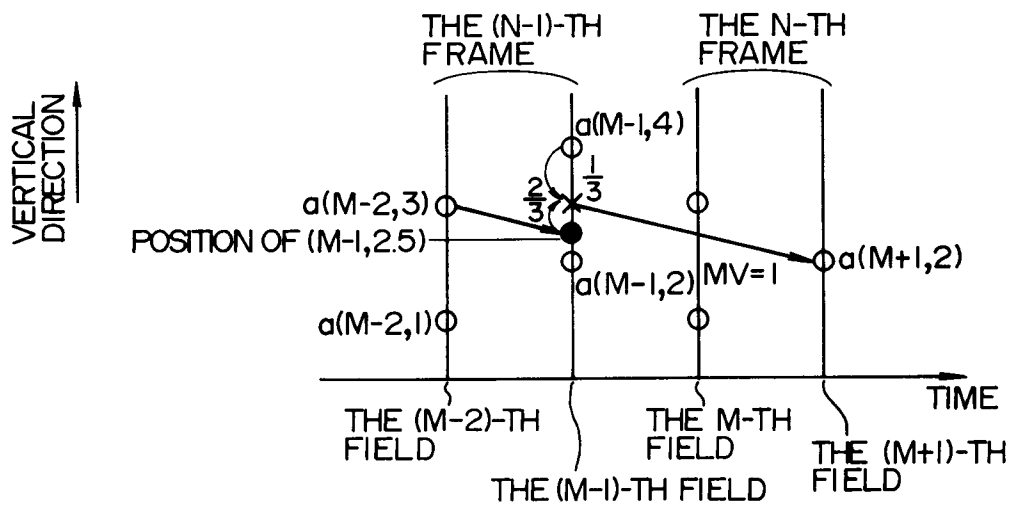 THE (N-1)-TH
FRAME
THE N-TH
FRAME
VERTICAL
DIRECTION
a(M-1,4)
1/3
2/3
a(M-2,3)
POSITION OF (M-1,2.5)
a(M-1,2)
MV=1
a(M+1,2)
a(M-2,1)
TIME
THE (M-2)-TH
FIELD
THE M-TH
FIELD
THE (M+1)-TH
FIELD
THE (M-1)-TH FIELD